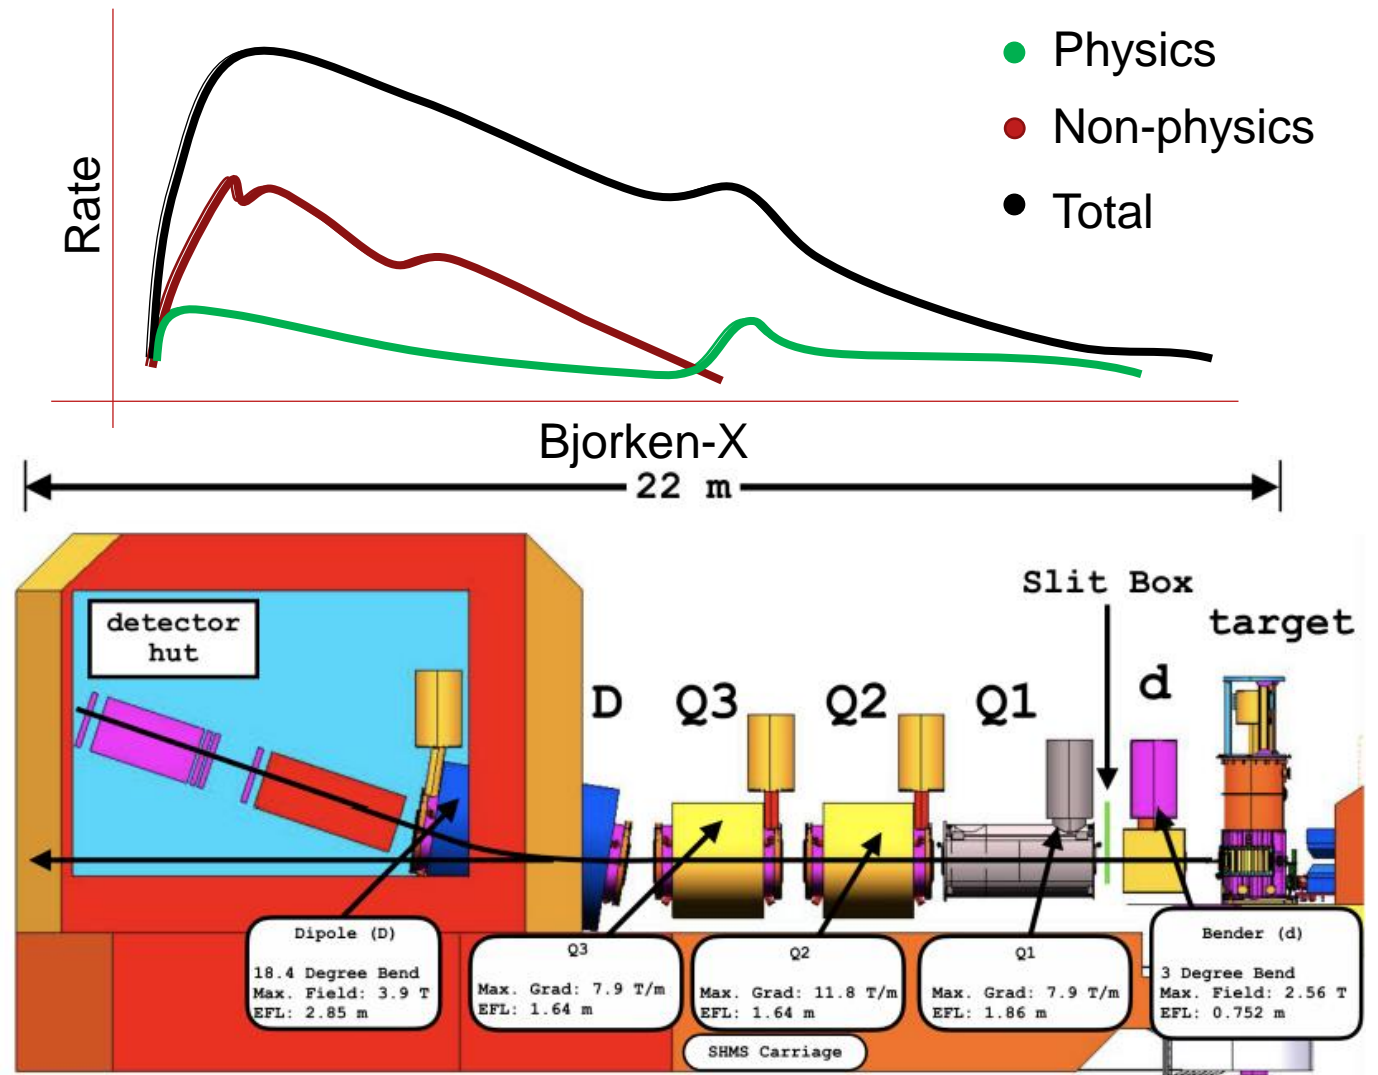 Physics
Non-physics
Total
Rate
Bjorken-X
22 m
Slit Box
target
detector
hut
D
Q3
Q2
Q1
d
Dipole (D)
18.4 Degree Bend
Max. Field: 3.9 T
EFL: 2.85 m
Q3
Max. Grad: 7.9 T/m
EFL: 1.64 m
Q2
Max. Grad: 11.8 T/m
EFL: 1.64 m
Q1
Max. Grad: 7.9 T/m
EFL: 1.86 m
Bender (d)
3 Degree Bend
Max. Field: 2.56 T
EFL: 0.752 m
SHMS Carriage